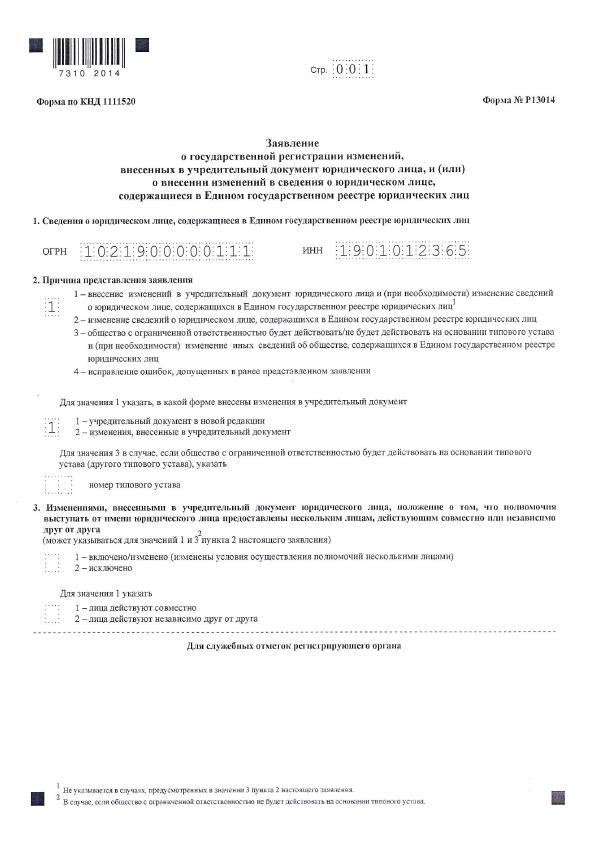 7310 2014
Стр. 001
Форма по КНД 1111520
Форма № Р13014
Заявление
о государственной регистрации изменений,
внесенных в учредительный документ юридического лица, и (или)
о внесении изменений в сведения о юридическом лице,
содержащиеся в Едином государственном реестре юридических лиц
1. Сведения о юридическом лице, содержащиеся в Едином государственном реестре юридических лиц
ОГРН 1021900000111 ИНН 1901012365
2. Причина представления заявления
1 1 – внесение изменений в учредительный документ юридического лица и (при необходимости) изменение сведений
о юридическом лице, содержащихся в Едином государственном реестре юридических лиц1
2 – изменение сведений о юридическом лице, содержащихся в Едином государственном реестре юридических лиц
3 – общество с ограниченной ответственностью будет действовать/не будет действовать на основании типового устава
и (при необходимости) изменение иных сведений об обществе, содержащихся в Едином государственном реестре
юридических лиц
4 – исправление ошибок, допущенных в ранее представленном заявлении
Для значения 1 указать, в какой форме внесены изменения в учредительный документ
1 1 – учредительный документ в новой редакции
2 – изменения, внесенные в учредительный документ
Для значения 3 в случае, если общество с ограниченной ответственностью будет действовать на основании типового
устава (другого типового устава), указать
номер типового устава
3. Изменениями, внесенными в учредительный документ юридического лица, положение о том, что полномочия
выступать от имени юридического лица предоставлены нескольким лицам, действующим совместно или независимо
друг от друга
(может указываться для значений 1 и 32 пункта 2 настоящего заявления)
1 – включено/изменено (изменены условия осуществления полномочий несколькими лицами)
2 – исключено
Для значения 1 указать
1 – лица действуют совместно
2 – лица действуют независимо друг от друга
Для служебных отметок регистрирующего органа
1 Не указывается в случаях, предусмотренных в значении 3 пункта 2 настоящего заявления.
2 В случае, если общество с ограниченной ответственностью не будет действовать на основании типового устава.